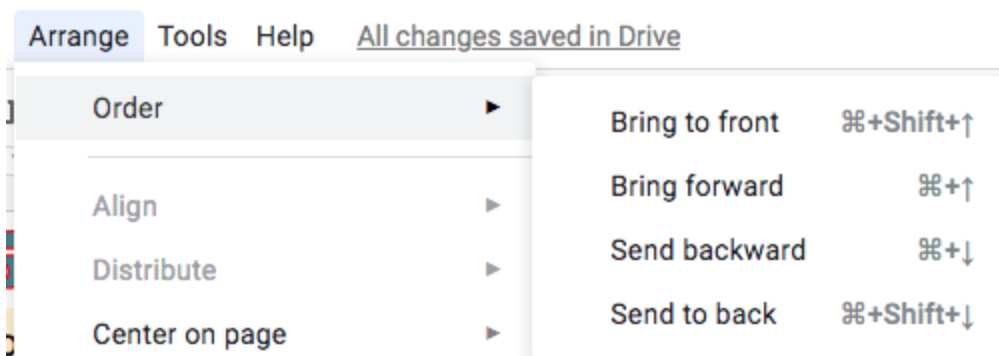 Arrange Tools Help All changes saved in Drive
Order ►
Bring to front ⌘+Shift+↑
Bring forward ⌘+↑
Align ►
Send backward ⌘+↓
Distribute ►
Send to back ⌘+Shift+↓
Center on page ►